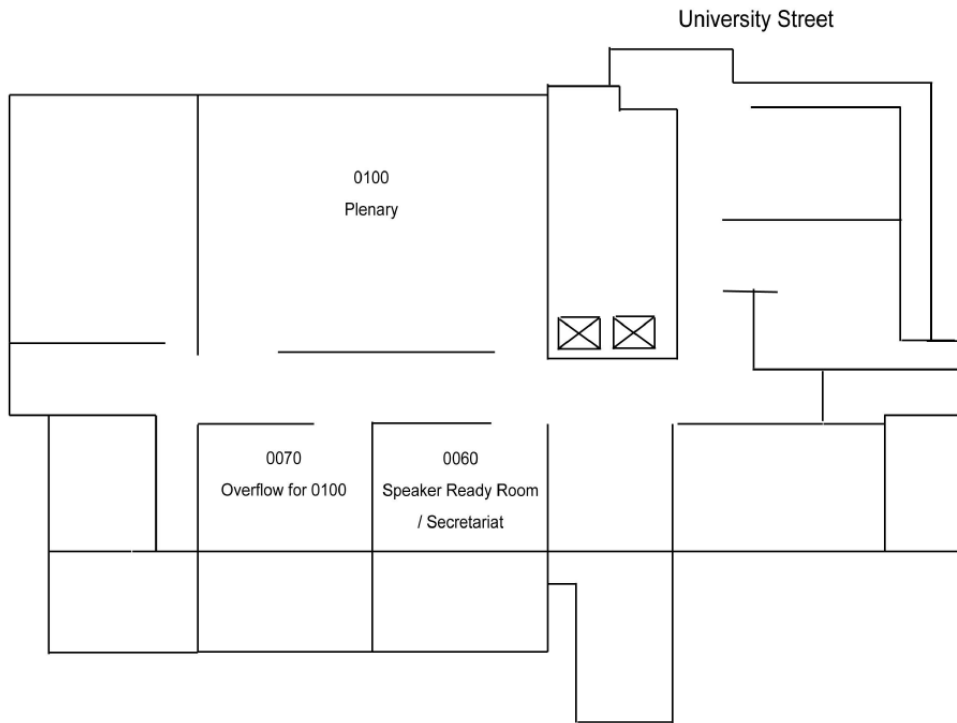 University Street
0100
Plenary
0070
Overflow for 0100
0060
Speaker Ready Room
/ Secretariat